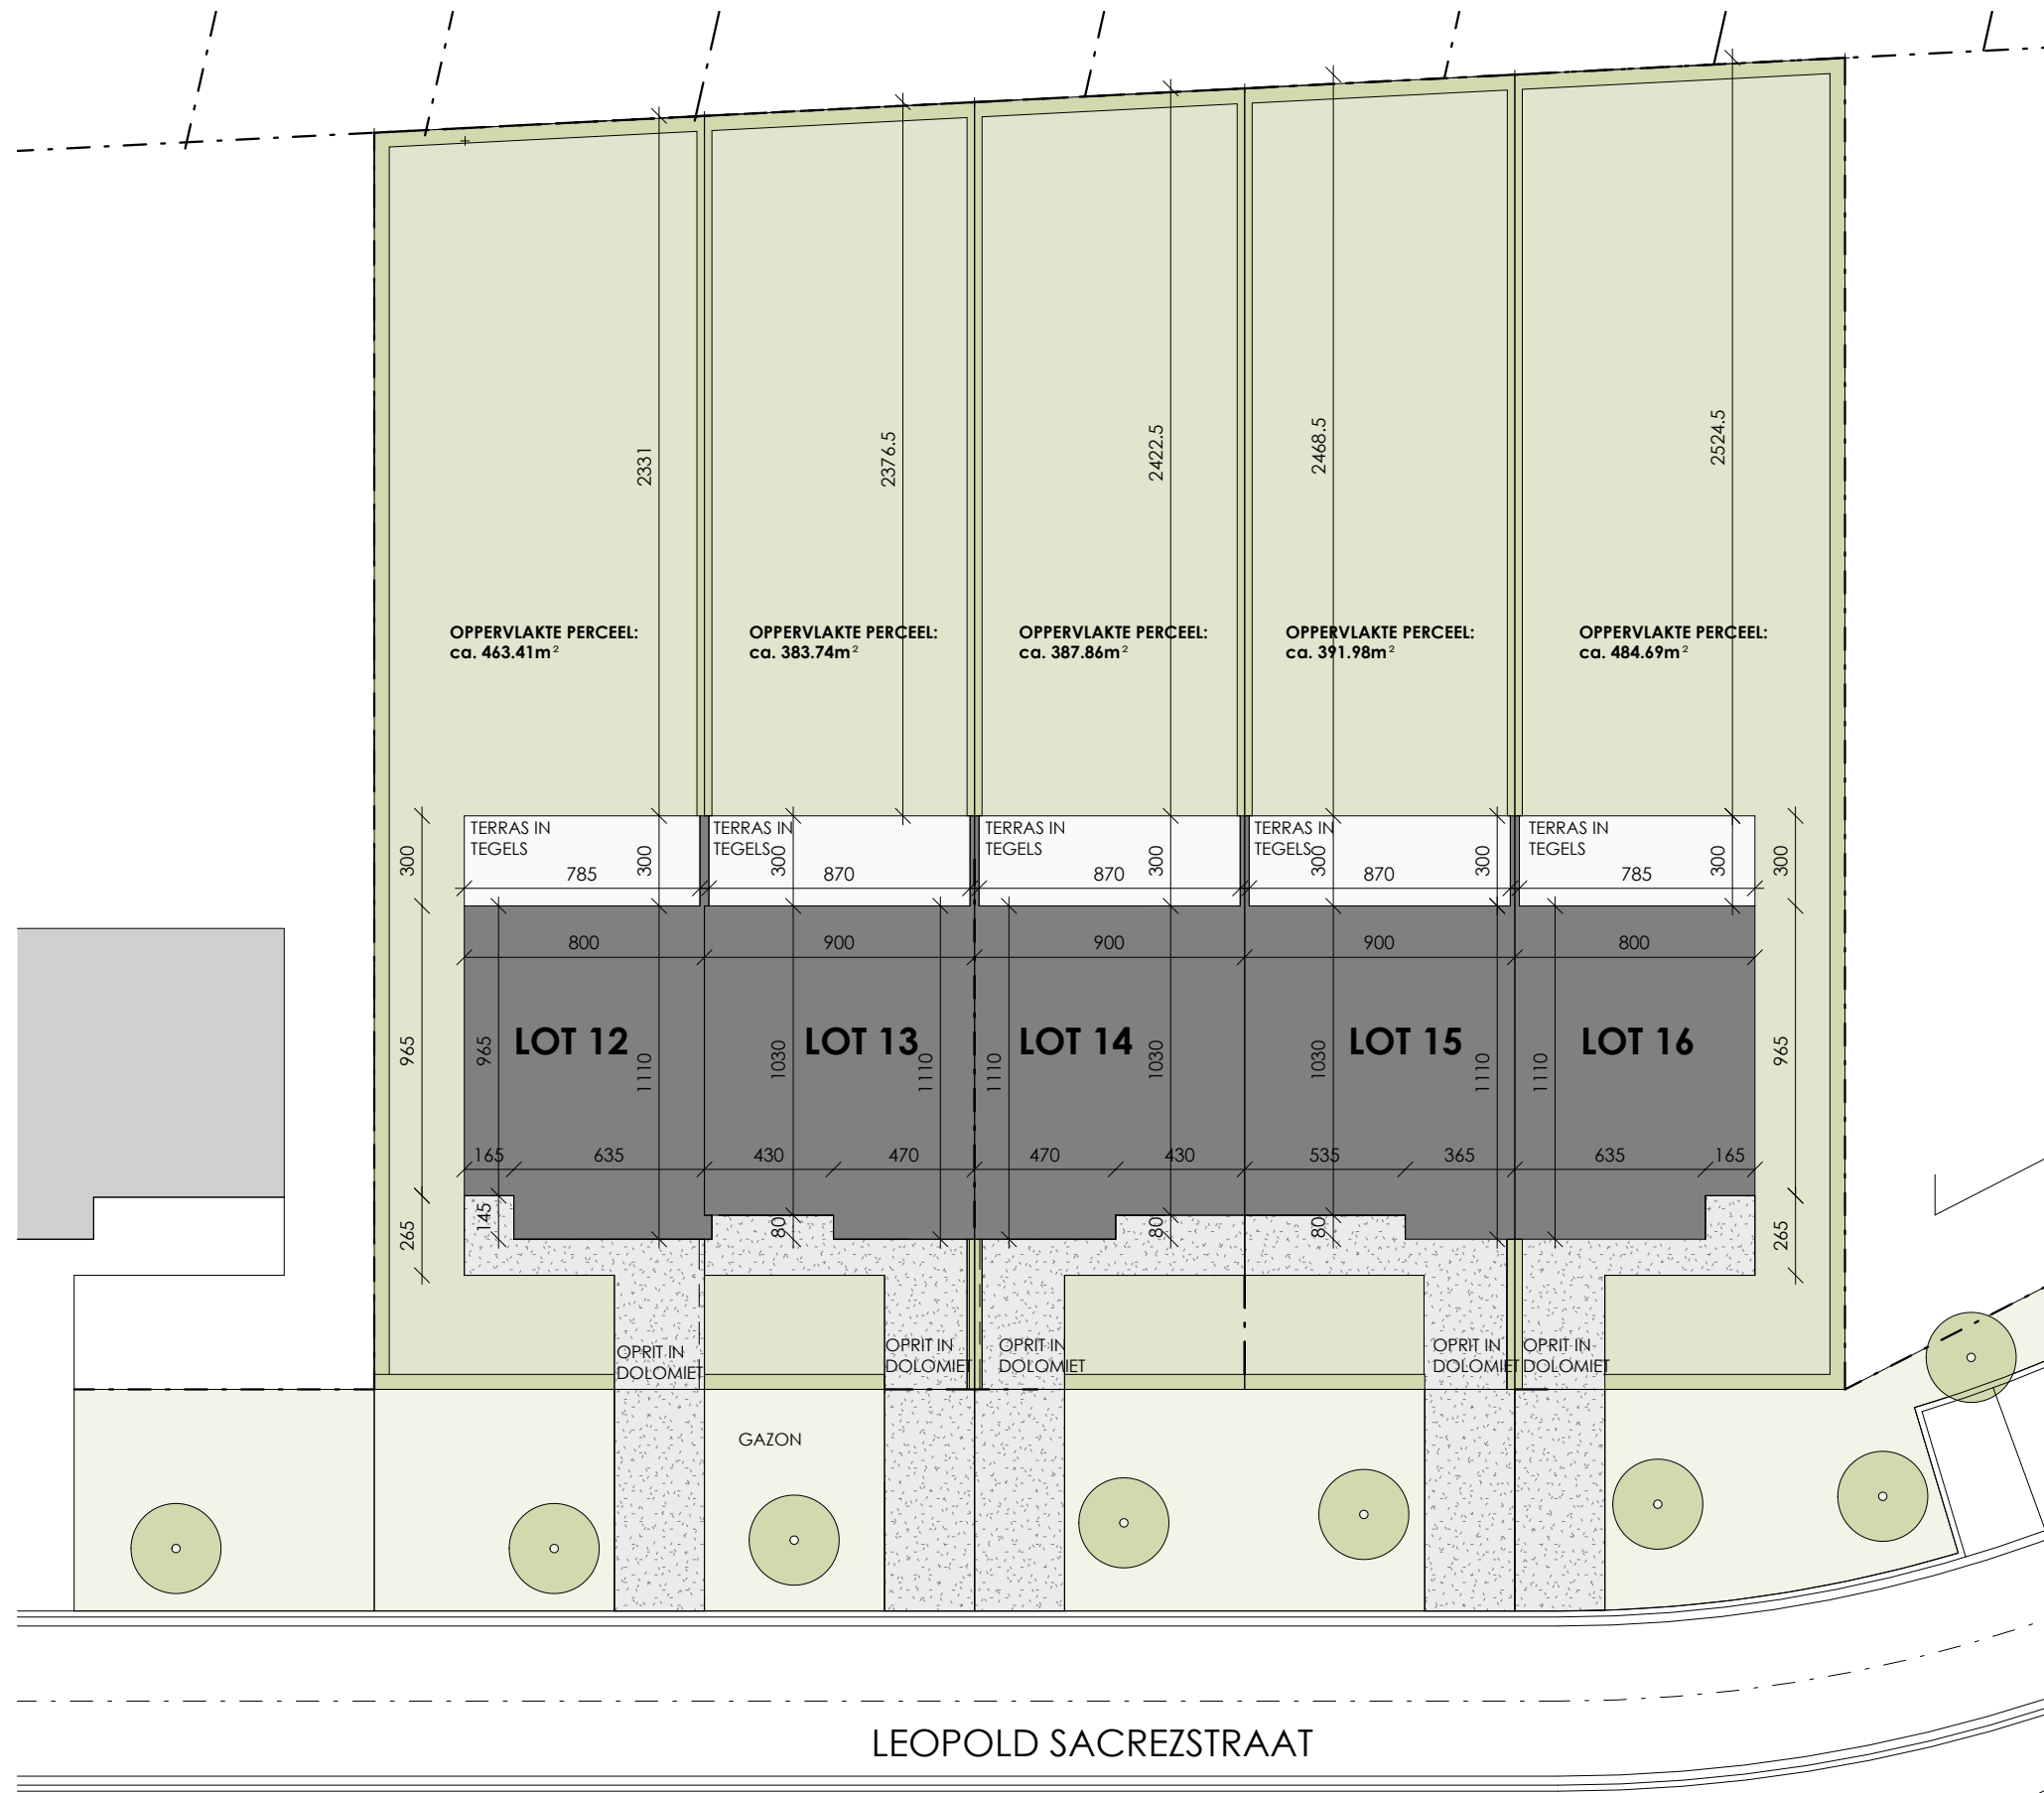 2331
2376.5
2422.5
2468.5
2524.5
OPPERVLAKTE PERCEEL:
ca. 463.41m²
OPPERVLAKTE PERCEEL:
ca. 383.74m²
OPPERVLAKTE PERCEEL:
ca. 387.86m²
OPPERVLAKTE PERCEEL:
ca. 391.98m²
OPPERVLAKTE PERCEEL:
ca. 484.69m²
300
TERRAS IN
TEGELS
785
300
TERRAS IN
TEGELS
300
870
TERRAS IN
TEGELS
870
300
TERRAS IN
TEGELS
300
870
300
TERRAS IN
TEGELS
785
300
300
800
900
900
900
800
965
965
LOT 12
1110
1030
LOT 13
1110
1110
LOT 14
1030
1030
LOT 15
1110
1110
LOT 16
965
165
635
430
470
470
430
535
365
635
165
265
145
80
80
80
265
OPRIT IN
DOLOMIET
OPRIT IN
DOLOMIET
OPRIT IN
DOLOMIET
OPRIT IN
DOLOMIET
OPRIT IN
DOLOMIET
GAZON
LEOPOLD SACREZSTRAAT